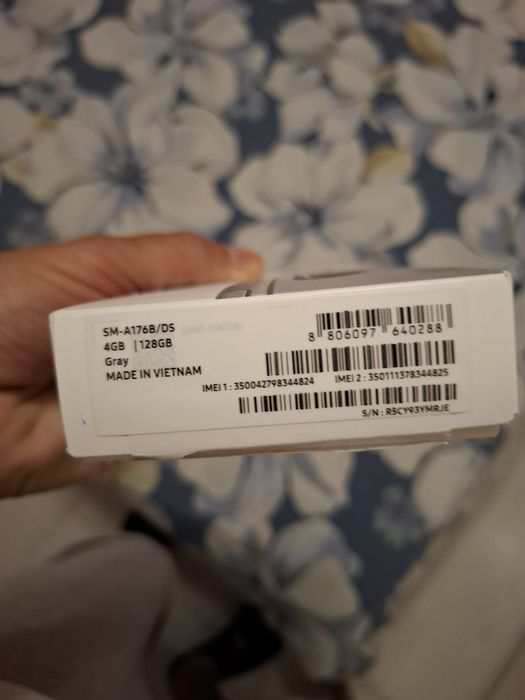 SM-A176B/DS
4GB | 128GB
Gray
MADE IN VIETNAM
8 806097 640288
IMEI 1 : 350042798344824 IMEI 2 : 350111378344825
S/N : R5CY93YMRJE